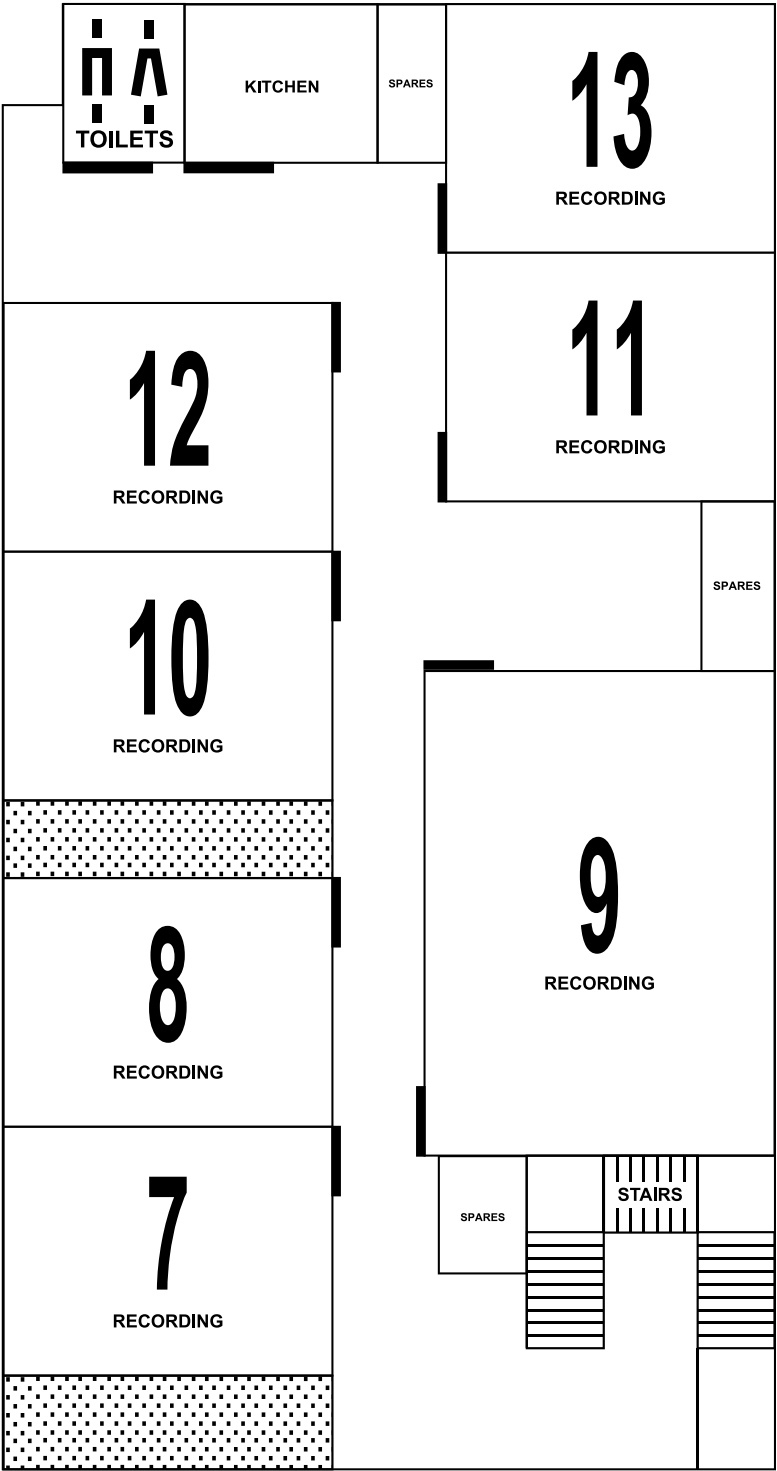 TOILETS
KITCHEN
SPARES
13
RECORDING
12
RECORDING
11
RECORDING
SPARES
10
RECORDING
9
RECORDING
8
RECORDING
7
RECORDING
SPARES
STAIRS